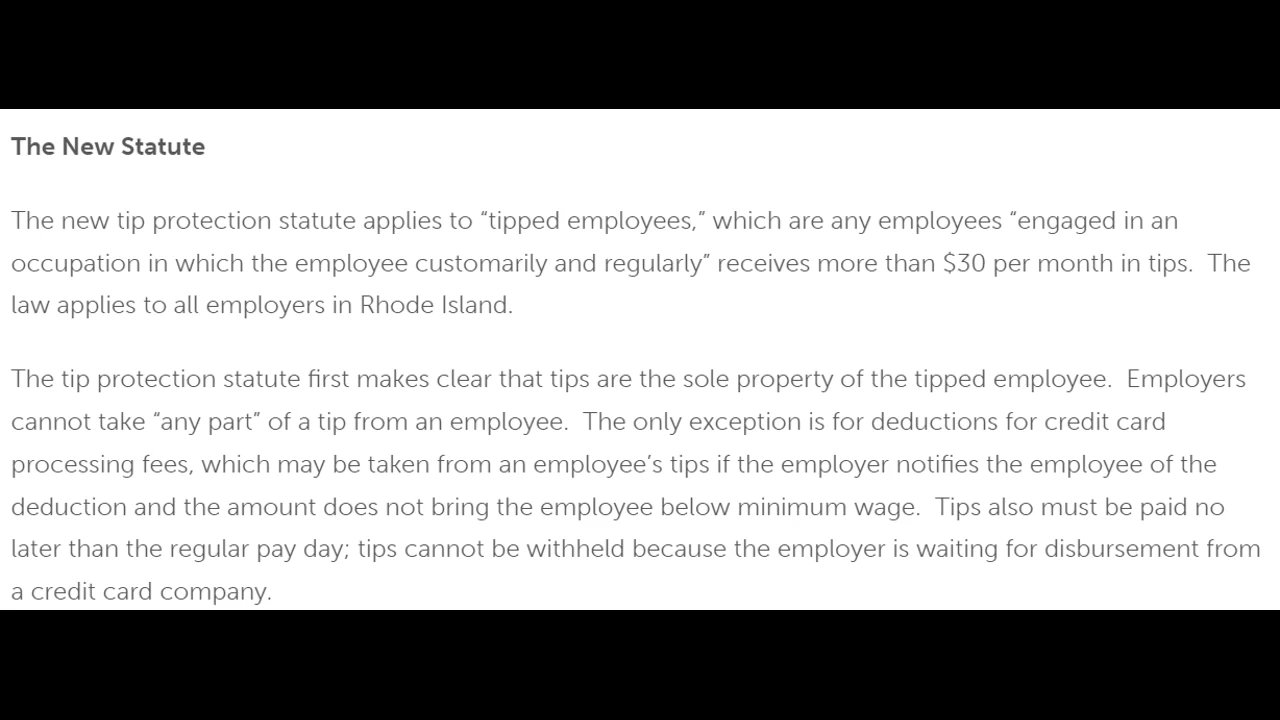 The New Statute
The new tip protection statute applies to “tipped employees,” which are any employees “engaged in an
occupation in which the employee customarily and regularly” receives more than $30 per month in tips.  The
law applies to all employers in Rhode Island.
The tip protection statute first makes clear that tips are the sole property of the tipped employee.  Employers
cannot take “any part” of a tip from an employee.  The only exception is for deductions for credit card
processing fees, which may be taken from an employee’s tips if the employer notifies the employee of the
deduction and the amount does not bring the employee below minimum wage.  Tips also must be paid no
later than the regular pay day; tips cannot be withheld because the employer is waiting for disbursement from
a credit card company.